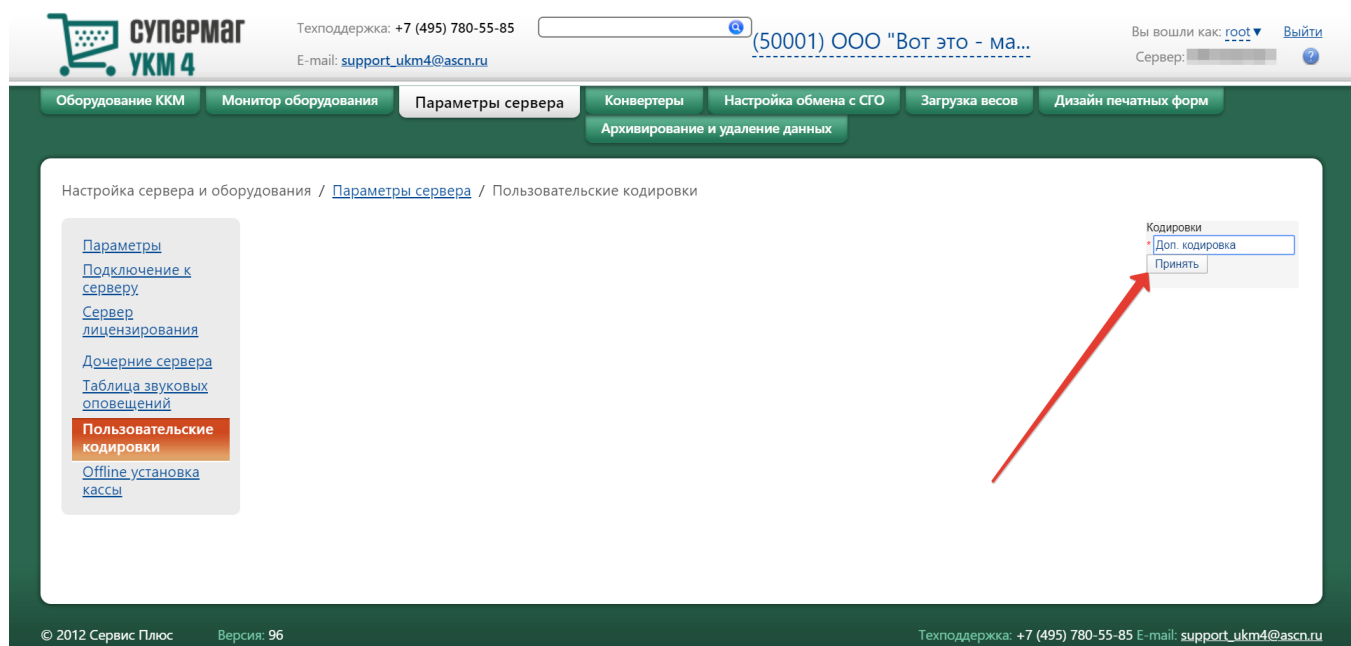 СУПЕРМАГ
УКМ 4
Техподдержка: +7 (495) 780-55-85
E-mail: support_ukm4@ascn.ru
(50001) ООО "Вот это - ма...
Вы вошли как: root▼ Выйти
Сервер: ?
Оборудование ККМ Монитор оборудования Параметры сервера Конвертеры Настройка обмена с СГО Загрузка весов Дизайн печатных форм
Архивирование и удаление данных
Настройка сервера и оборудования / Параметры сервера / Пользовательские кодировки
Параметры
Подключение к
серверу
Сервер
лицензирования
Дочерние сервера
Таблица звуковых
оповещений
Пользовательские
кодировки
Offline установка
кассы
Кодировки
* Доп. кодировка
Принять
© 2012 Сервис Плюс Версия: 96 Техподдержка: +7 (495) 780-55-85 E-mail: support_ukm4@ascn.ru